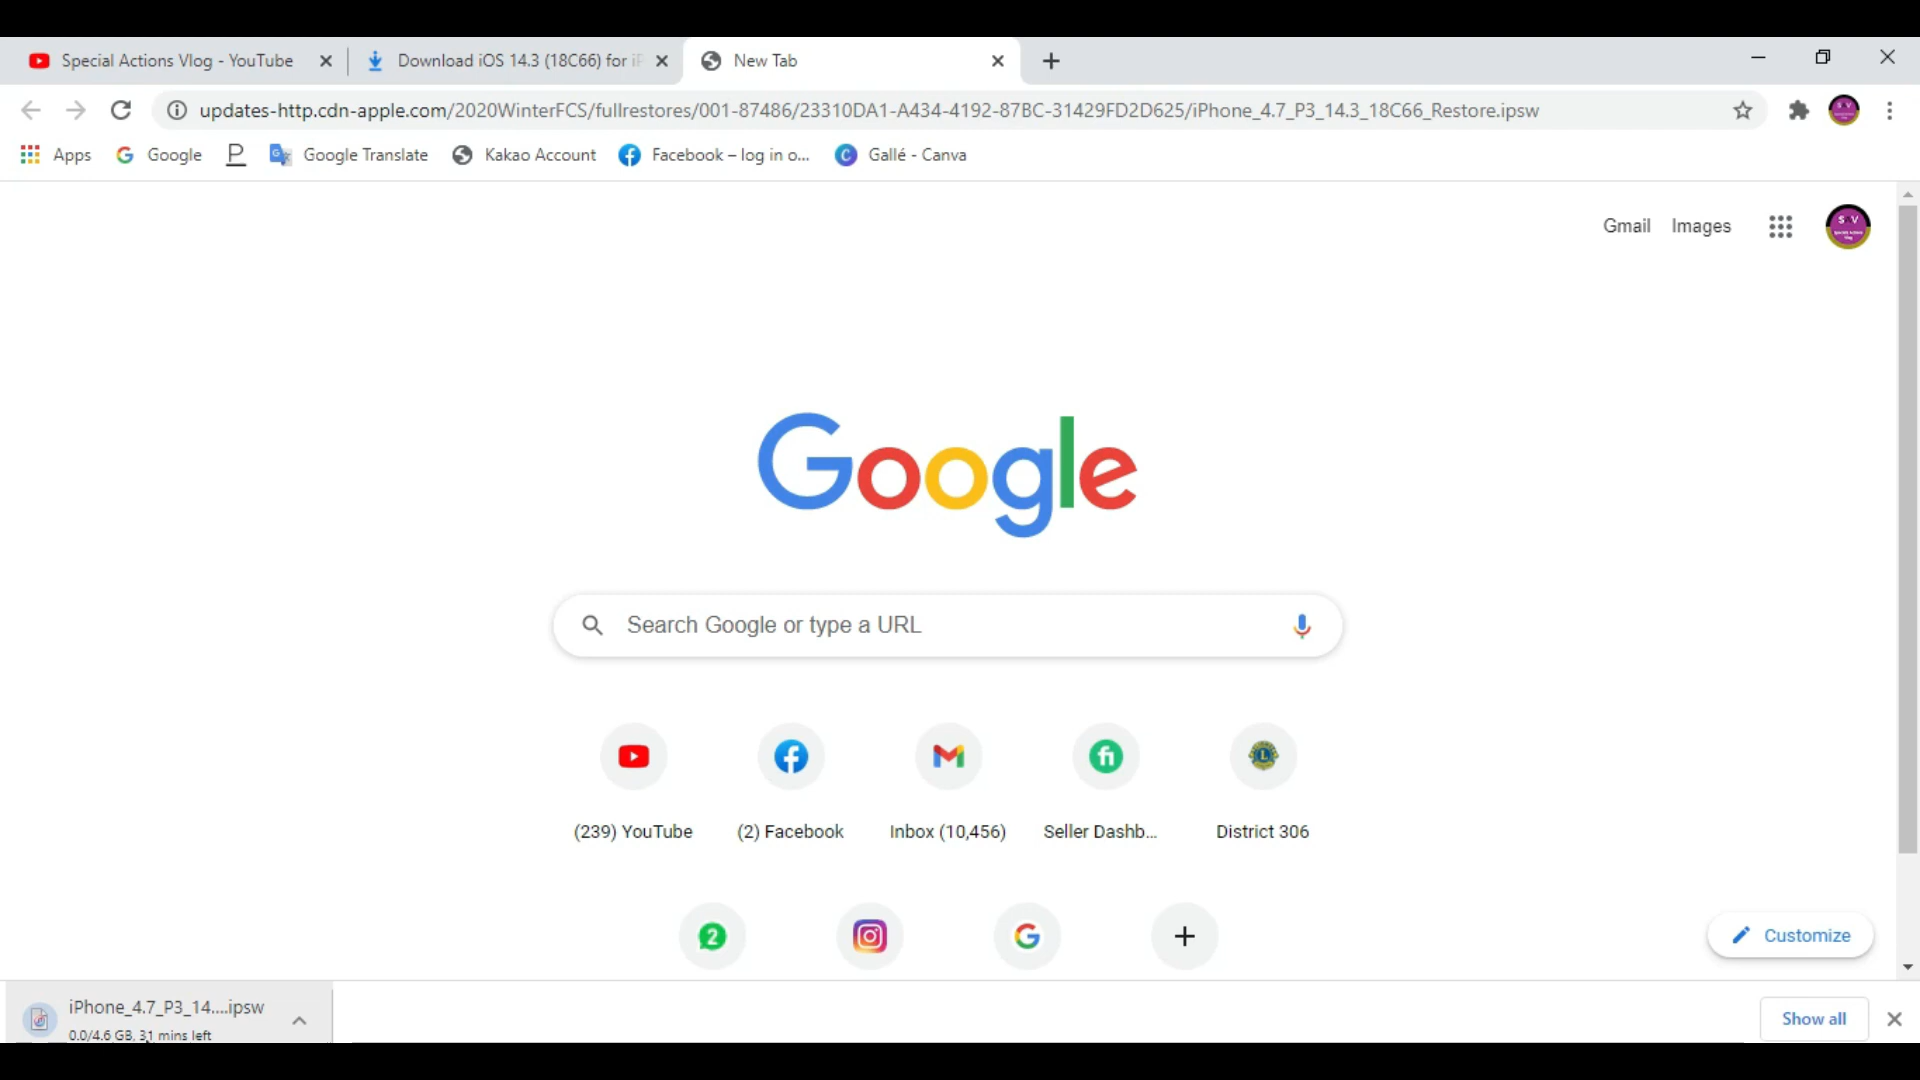 Special Actions Vlog - YouTube
Download iOS 14.3 (18C66) for iP
New Tab
updates-http.cdn-apple.com/2020WinterFCS/fullrestores/001-87486/23310DA1-A434-4192-87BC-31429FD2D625/iPhone_4.7_P3_14.3_18C66_Restore.ipsw
Apps
Google
P
Google Translate
Kakao Account
Facebook – log in o...
Gallé - Canva
Gmail
Images
S V
Google
Search Google or type a URL
(239) YouTube
(2) Facebook
Inbox (10,456)
Seller Dashb...
District 306
2
Customize
iPhone_4.7_P3_14....ipsw
0.0/4.6 GB, 31 mins left
Show all